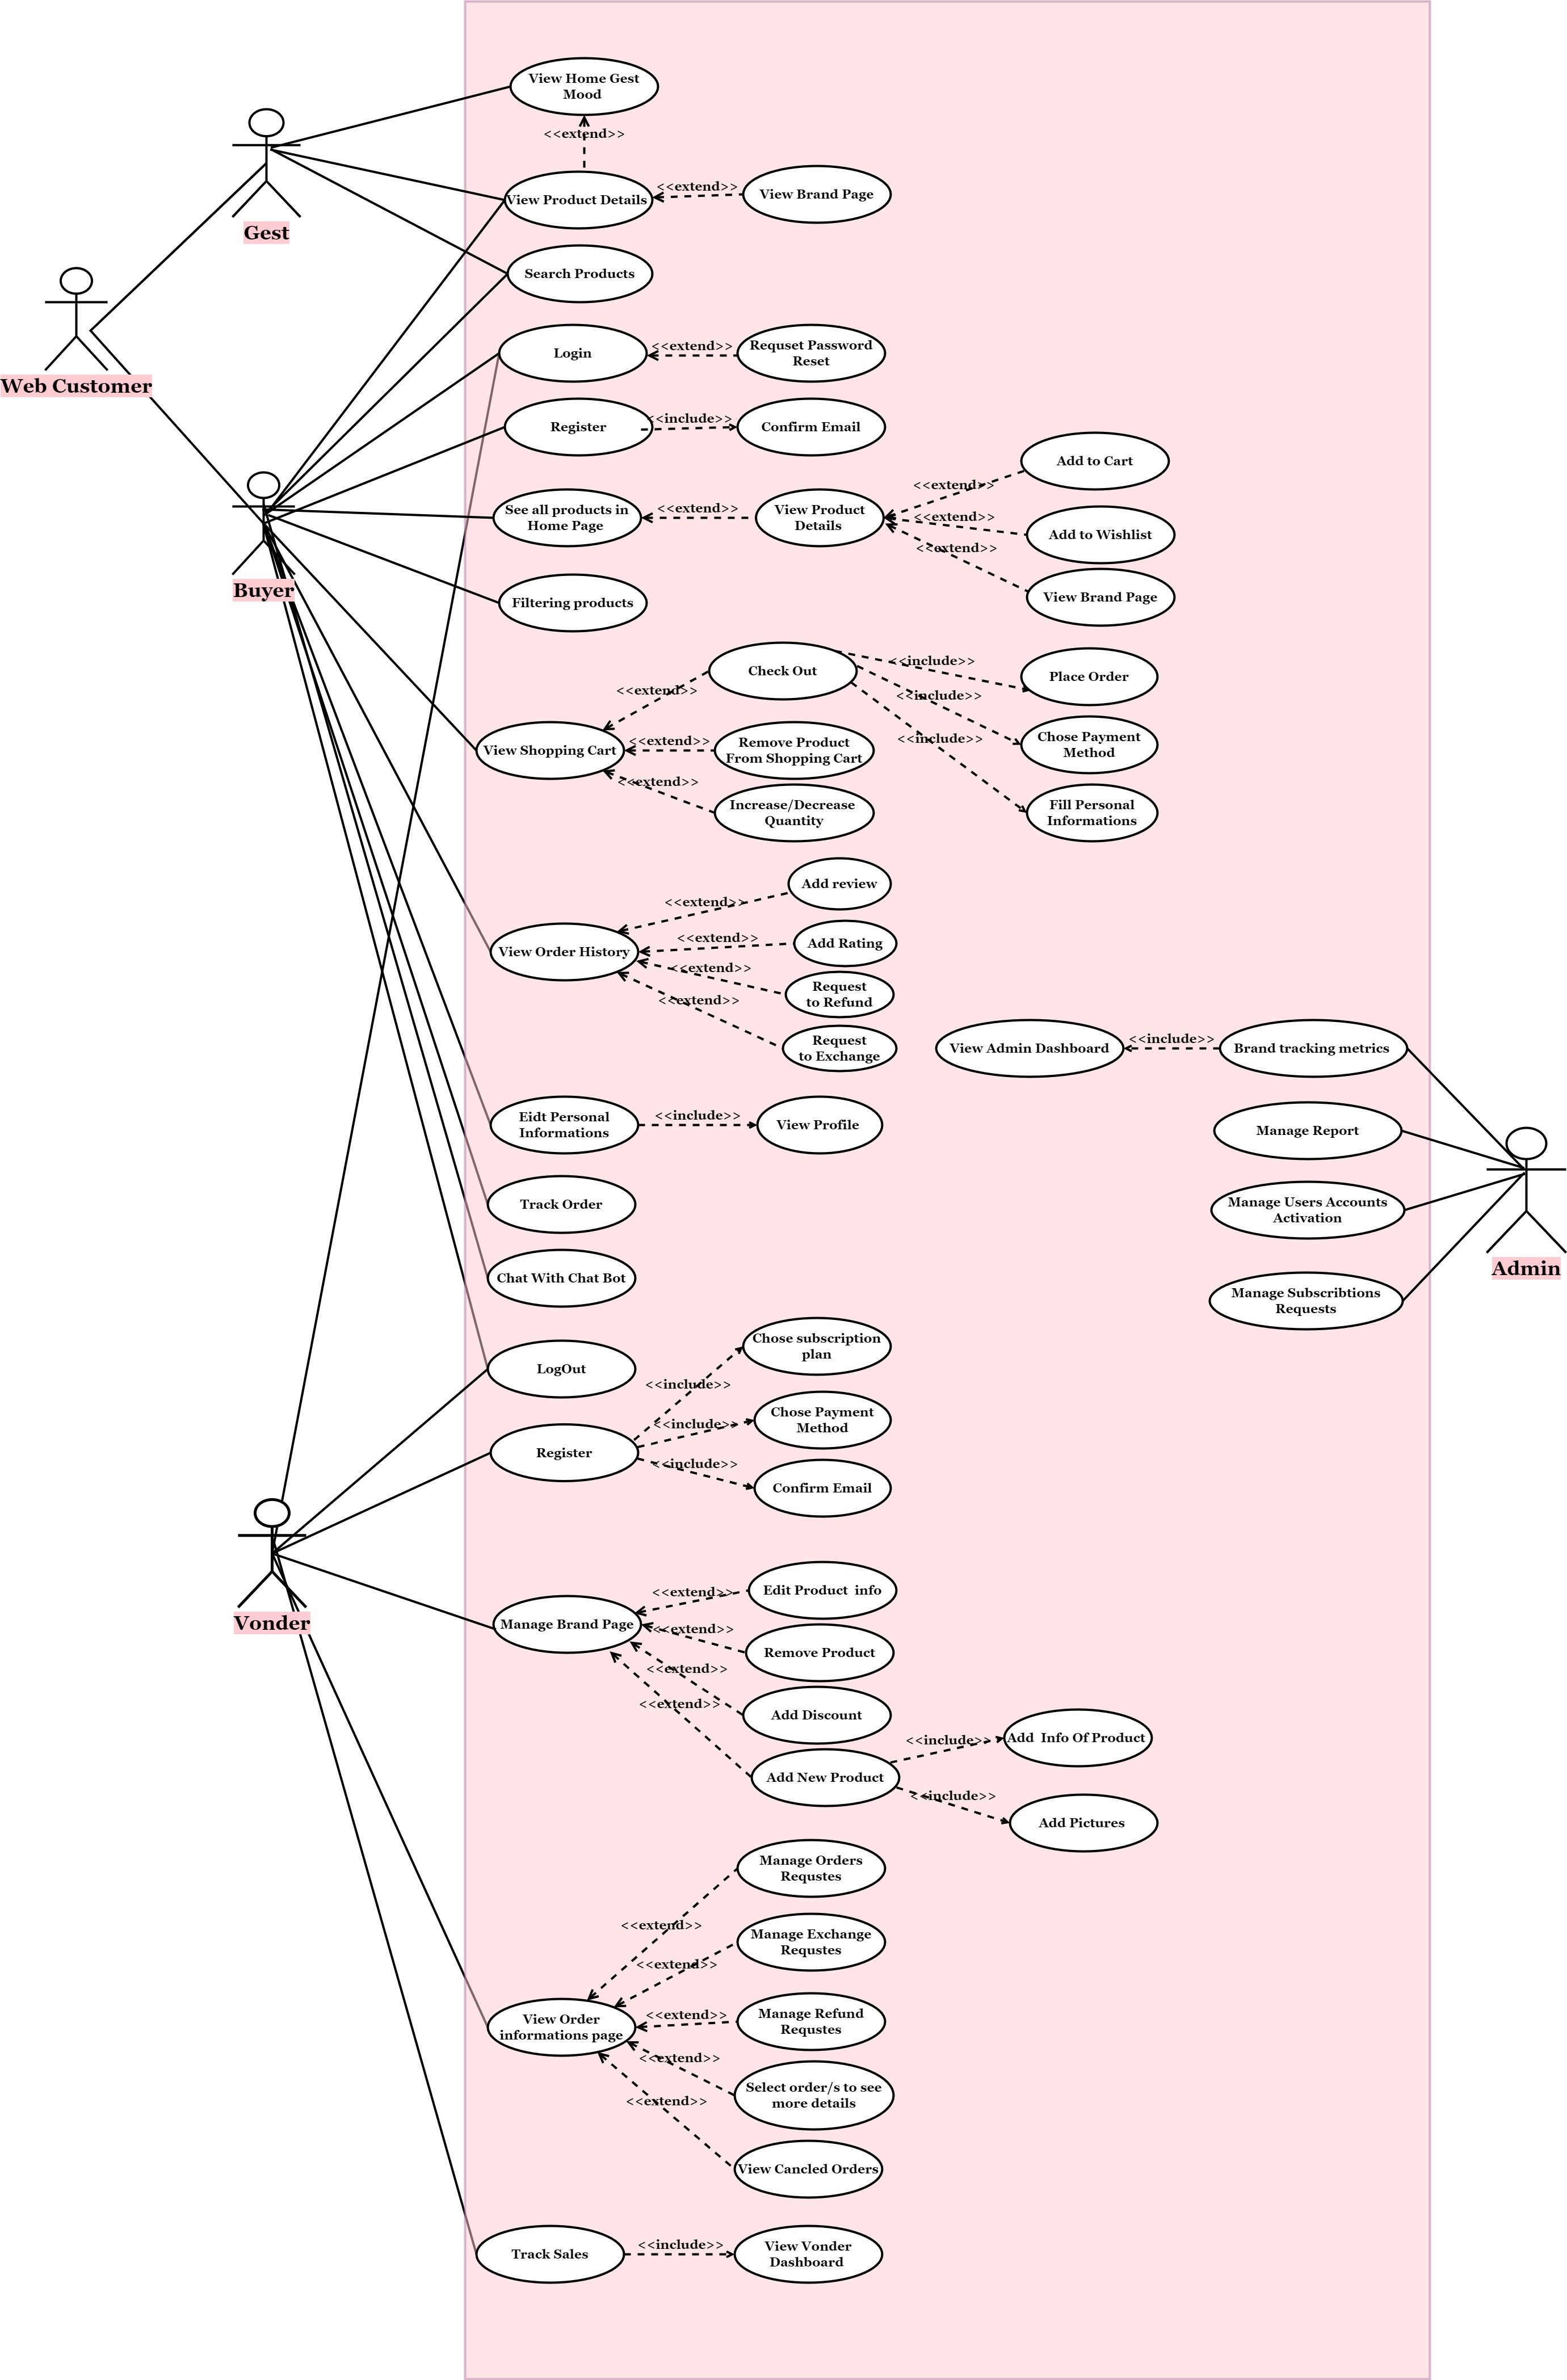 View Home Gest
Mood
<<extend>>
View Product Details
<<extend>>
View Brand Page
Gest
Search Products
Web Customer
Login
<<extend>>
Requset Password
Reset
Register
<<include>>
Confirm Email
Buyer
See all products in
Home Page
<<extend>>
View Product
Details
<<extend>>
Add to Cart
<<extend>>
Add to Wishlist
<<extend>>
View Brand Page
Filtering products
Check Out
<<include>>
Place Order
<<include>>
Chose Payment
Method
<<include>>
Fill Personal
Informations
<<extend>>
View Shopping Cart
<<extend>>
Remove Product
From Shopping Cart
<<extend>>
Increase/Decrease
Quantity
Add review
<<extend>>
View Order History
<<extend>>
Add Rating
<<extend>>
Request
to Refund
<<extend>>
Request
to Exchange
View Admin Dashboard
<<include>>
Brand tracking metrics
Eidt Personal
Informations
<<include>>
View Profile
Manage Report
Track Order
Manage Users Accounts
Activation
Admin
Chat With Chat Bot
Manage Subscribtions
Requests
LogOut
Chose subscription
plan
<<include>>
Register
<<include>>
Chose Payment
Method
<<include>>
Confirm Email
Vonder
Manage Brand Page
<<extend>>
Edit Product  info
<<extend>>
Remove Product
<<extend>>
Add Discount
<<extend>>
Add New Product
<<include>>
Add  Info Of Product
<<include>>
Add Pictures
Manage Orders
Requstes
<<extend>>
Manage Exchange
Requstes
<<extend>>
View Order
informations page
<<extend>>
Manage Refund
Requstes
<<extend>>
Select order/s to see
more details
<<extend>>
View Cancled Orders
Track Sales
<<include>>
View Vonder
Dashboard